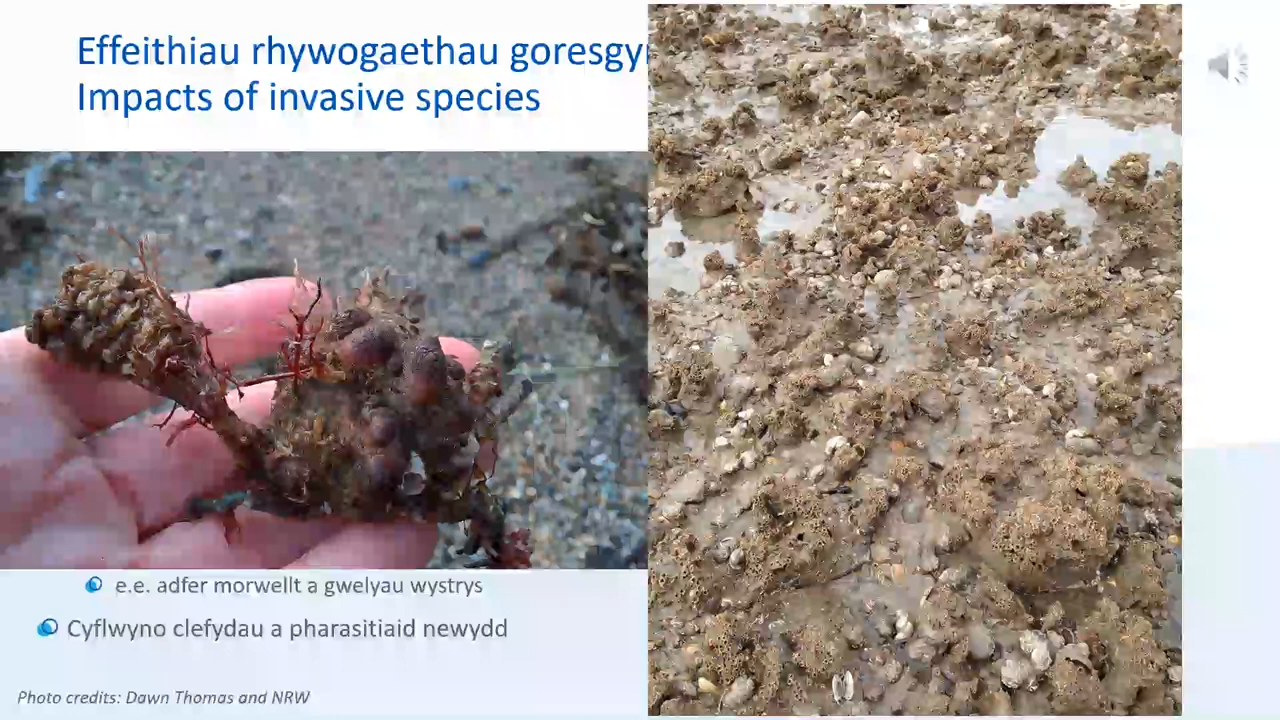 Effeithiau rhywogaethau
Impacts of invasive species
e.e. adfer morwellt a gwelyau wystrys
Cyflwyno clefydau a pharasitiaid newydd
Photo credits: Dawn Thomas and NRW